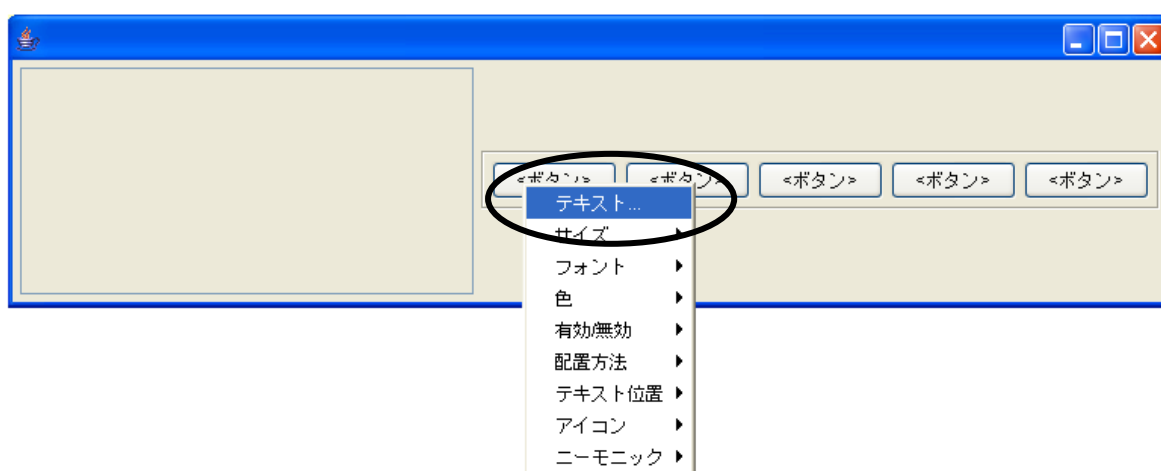 <ボタン> <ボタン> <ボタン> <ボタン> <ボタン>
テキスト...
サイズ
フォント
色
有効/無効
配置方法
テキスト位置
アイコン
ニーモニック